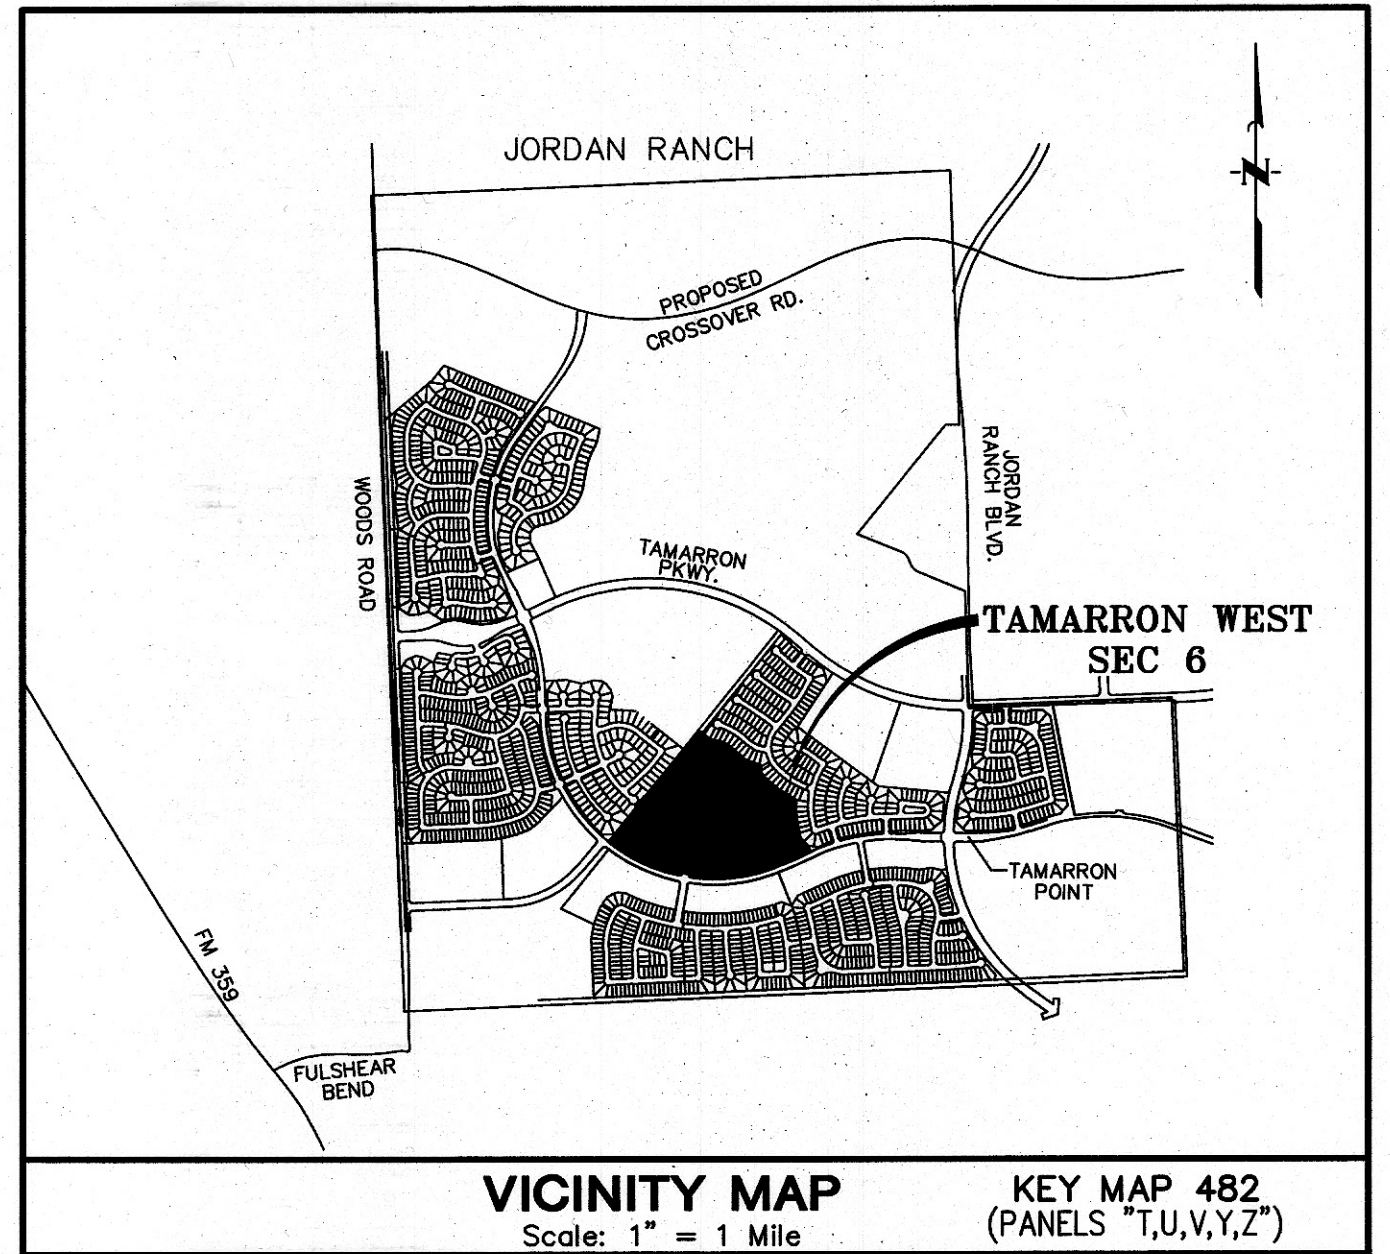 JORDAN RANCH
N
PROPOSED
CROSSOVER RD.
JORDAN
RANCH BLVD.
WOODS ROAD
TAMARRON
PKWY.
TAMARRON WEST
SEC 6
TAMARRON
POINT
FM 359
FULSHEAR
BEND
VICINITY MAP
Scale: 1" = 1 Mile
KEY MAP 482
(PANELS "T,U,V,Y,Z")